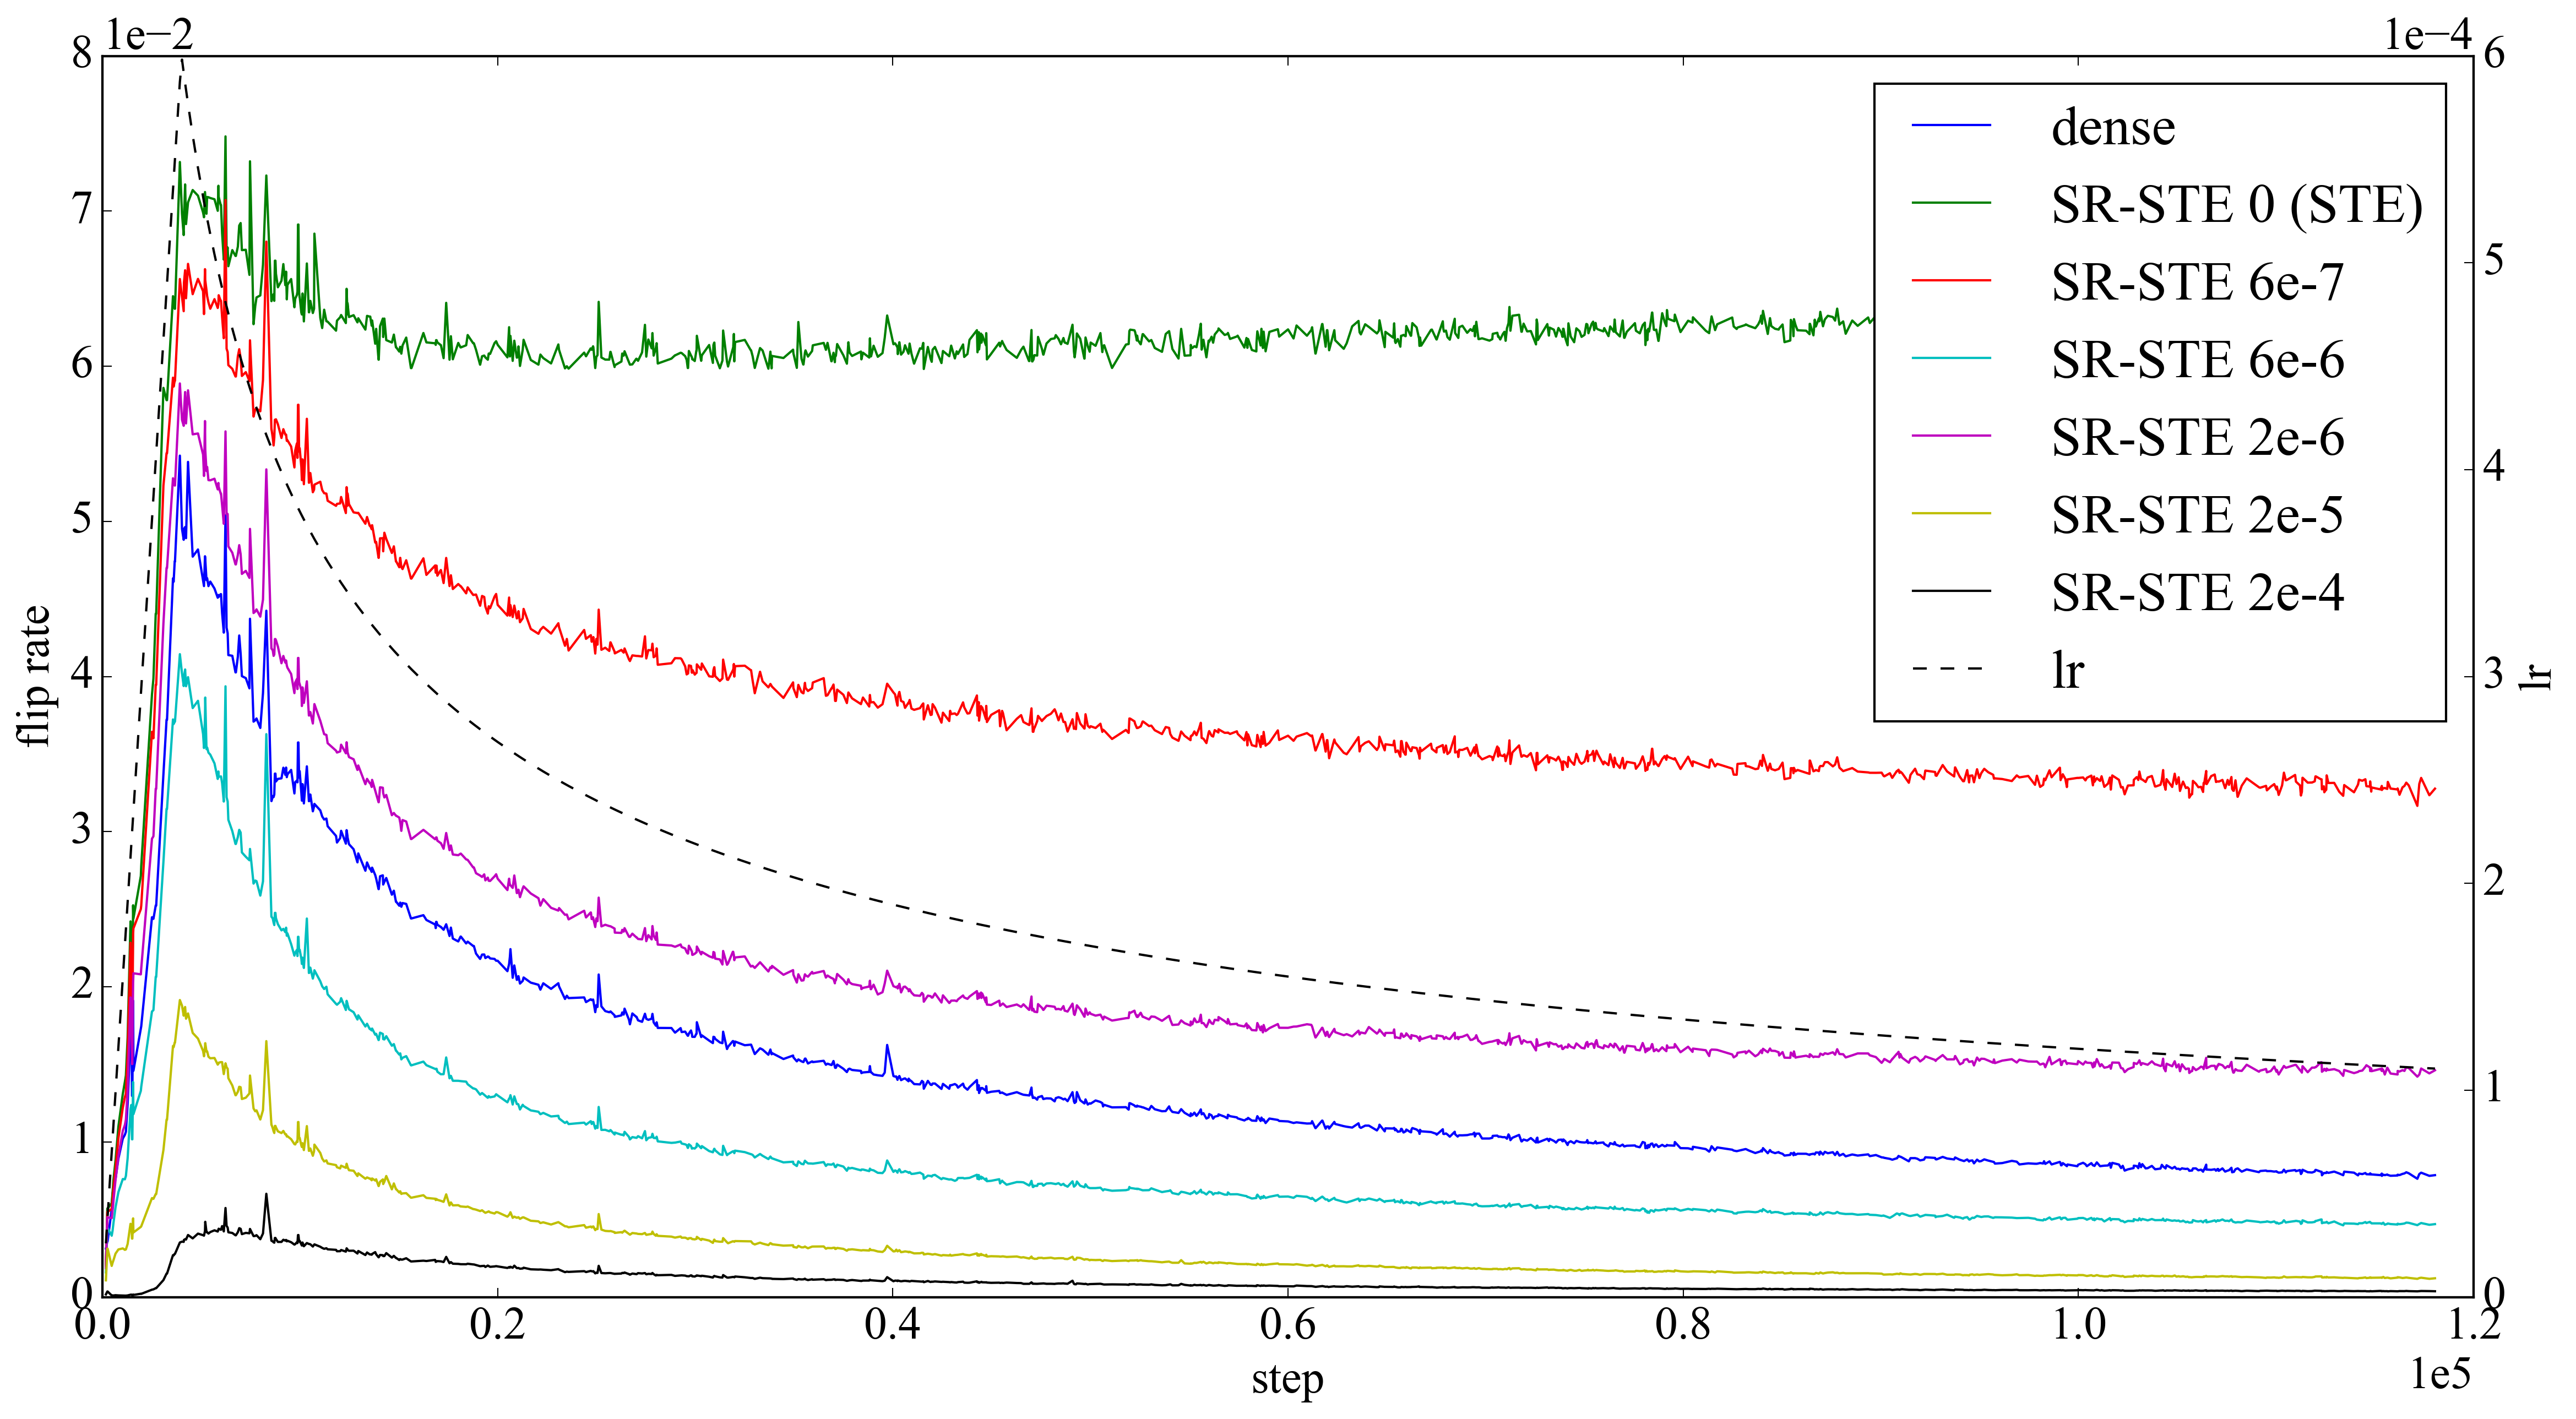 1e−2
1e−4
8
7
6
5
4
3
2
1
0
flip rate
6
5
4
3
2
1
0
lr
dense
SR-STE 0 (STE)
SR-STE 6e-7
SR-STE 6e-6
SR-STE 2e-6
SR-STE 2e-5
SR-STE 2e-4
lr
0.0 0.2 0.4 0.6 0.8 1.0 1.2
step
1e5